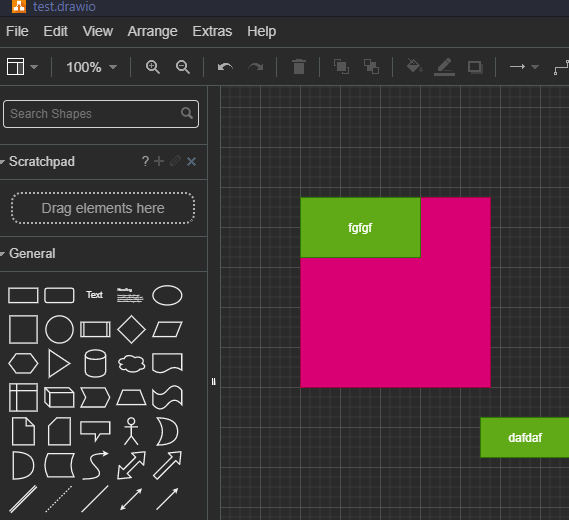 test.drawio
File Edit View Arrange Extras Help
100%
Search Shapes
Scratchpad ?
Drag elements here
General
Text
Heading
fgfgf
dafdaf